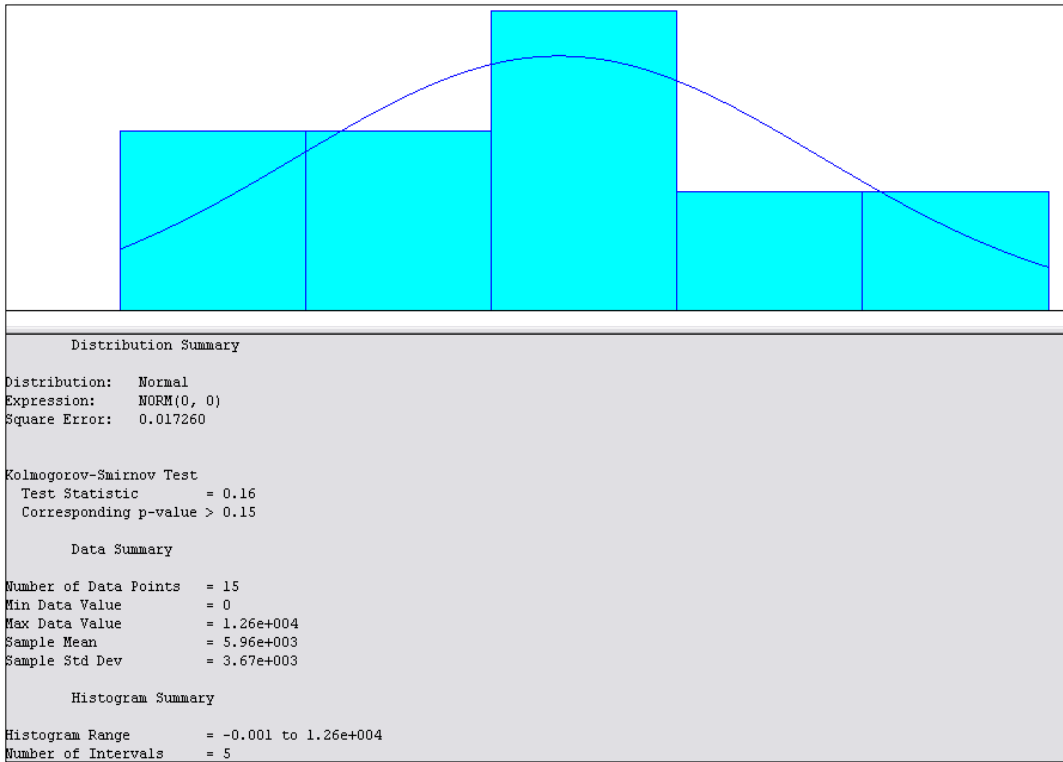 Distribution Summary
Distribution: Normal
Expression: NORM(0, 0)
Square Error: 0.017260
Kolmogorov-Smirnov Test
Test Statistic = 0.16
Corresponding p-value > 0.15
Data Summary
Number of Data Points = 15
Min Data Value = 0
Max Data Value = 1.26e+004
Sample Mean = 5.96e+003
Sample Std Dev = 3.67e+003
Histogram Summary
Histogram Range = -0.001 to 1.26e+004
Number of Intervals = 5